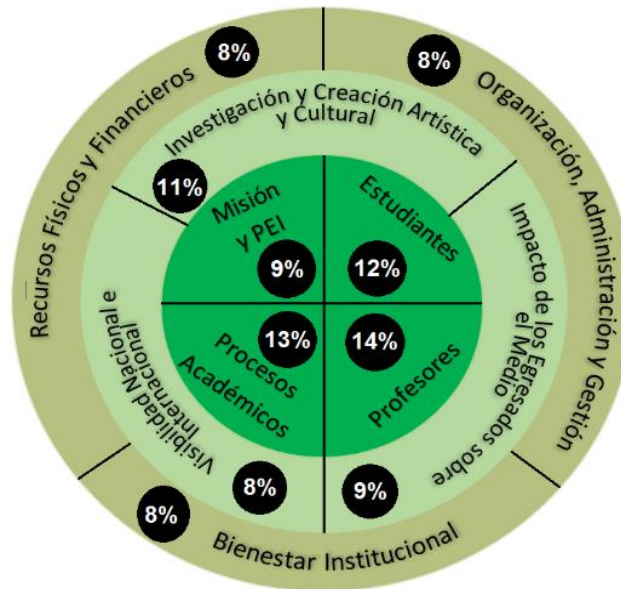 8%
8%
Recursos Físicos y Financieros
Organización, Administración y Gestión
Investigación y Creación Artística
y Cultural
11%
Misión
y PEI
9%
Estudiantes
12%
Impacto de los Egresados sobre
el Medio
Visibilidad Nacional e
Internacional
13%
Procesos
Académicos
14%
Profesores
8%
9%
8%
Bienestar Institucional